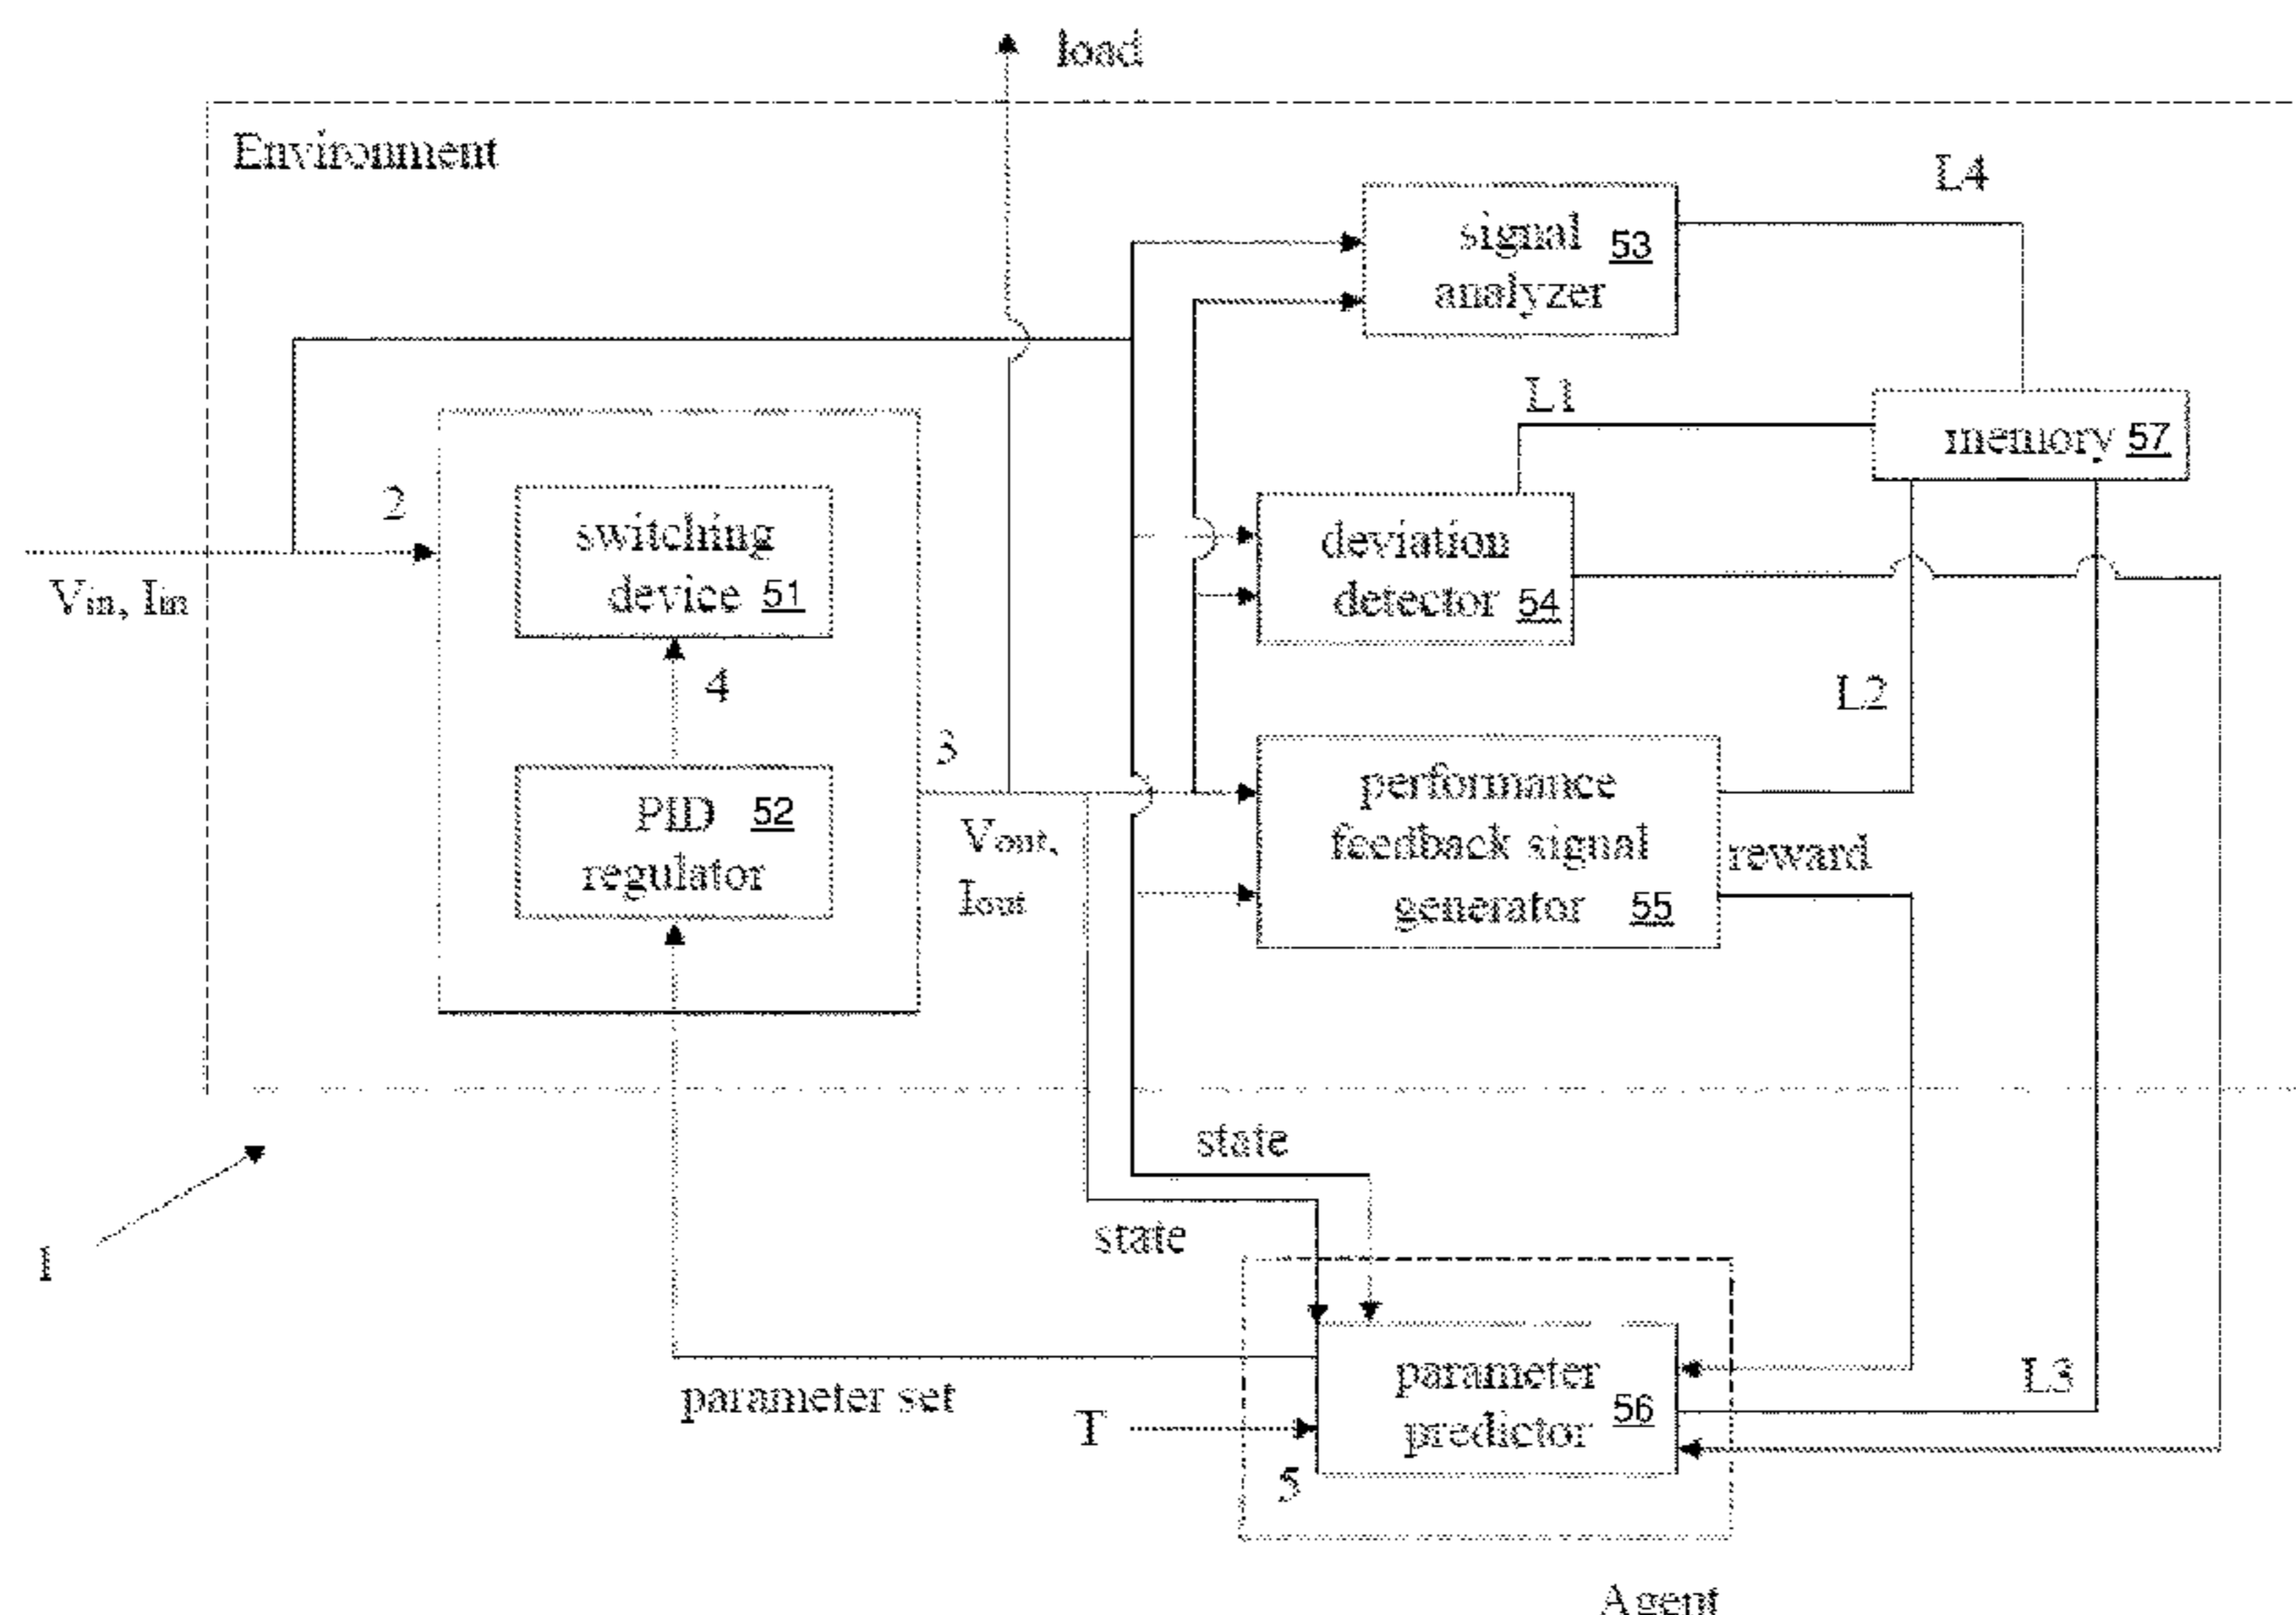 load
Environment
L4
signal 53
analyzer
L1
memory 57
2
switching
device 51
deviation
detector 54
Vin, Iin
4
L2
3
PID 52
regulator
performance
feedback signal
generator 55
Vout,
Iout
reward
state
state
1
parameter set
T
parameter
predictor 56
L3
5
Agent